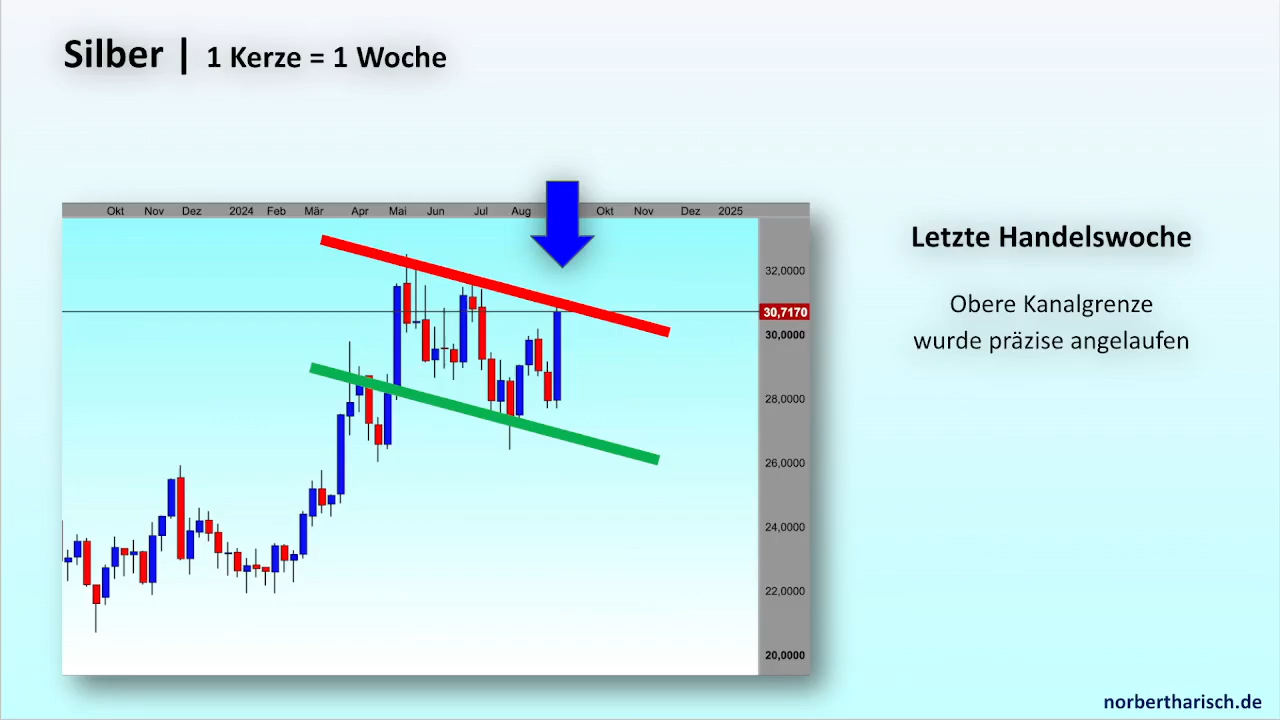 Silber | 1 Kerze = 1 Woche
Okt Nov Dez 2024 Feb Mär Apr Mai Jun Jul Aug Okt Nov Dez 2025
Letzte Handelswoche
Obere Kanalgrenze
wurde präzise angelaufen
32,0000
30,7170
30,0000
28,0000
26,0000
24,0000
22,0000
20,0000
norbertharisch.de